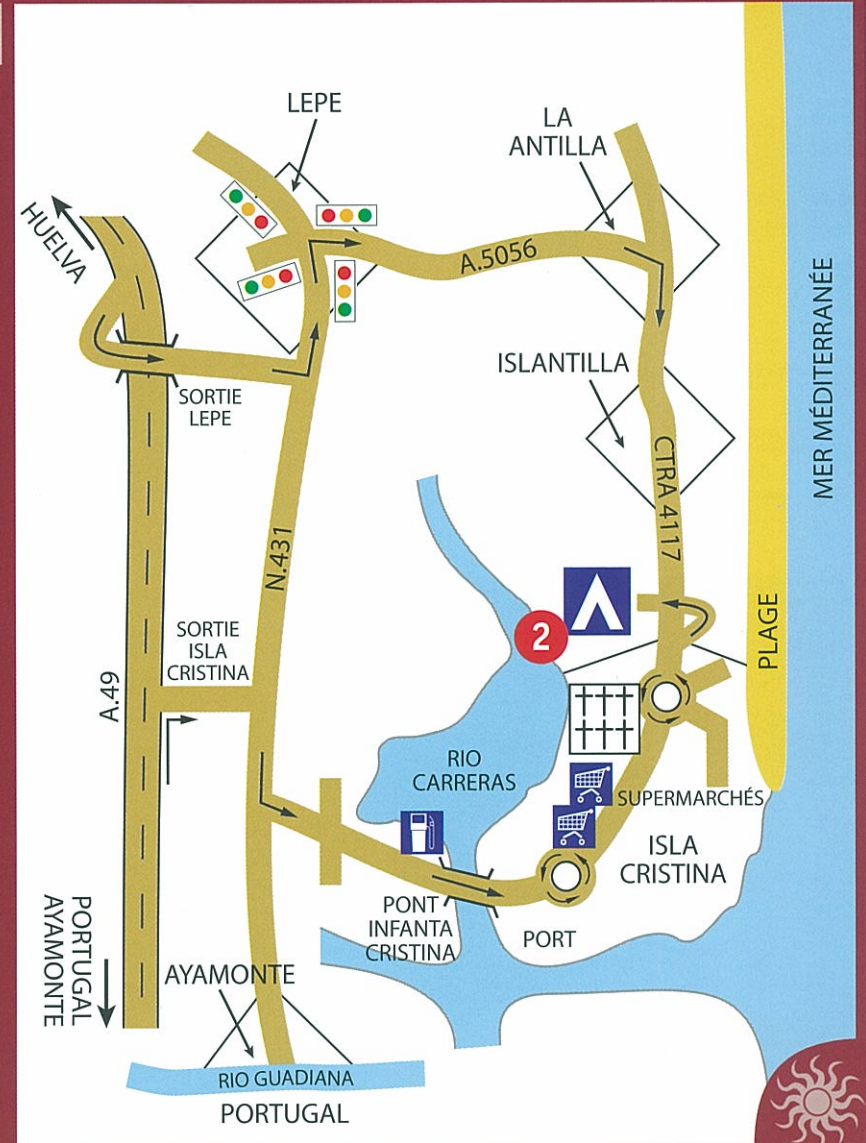 LEPE
LA
ANTILLA
HUELVA
A.5056
MER MÉDITERRANÉE
ISLANTILLA
SORTIE
LEPE
CTRA 4117
N.431
2
PLAGE
SORTIE
ISLA
CRISTINA
A.49
RIO
CARRERAS
SUPERMARCHÉS
ISLA
CRISTINA
PONT
INFANTA
CRISTINA
PORT
PORTUGAL
AYAMONTE
AYAMONTE
RIO GUADIANA
PORTUGAL